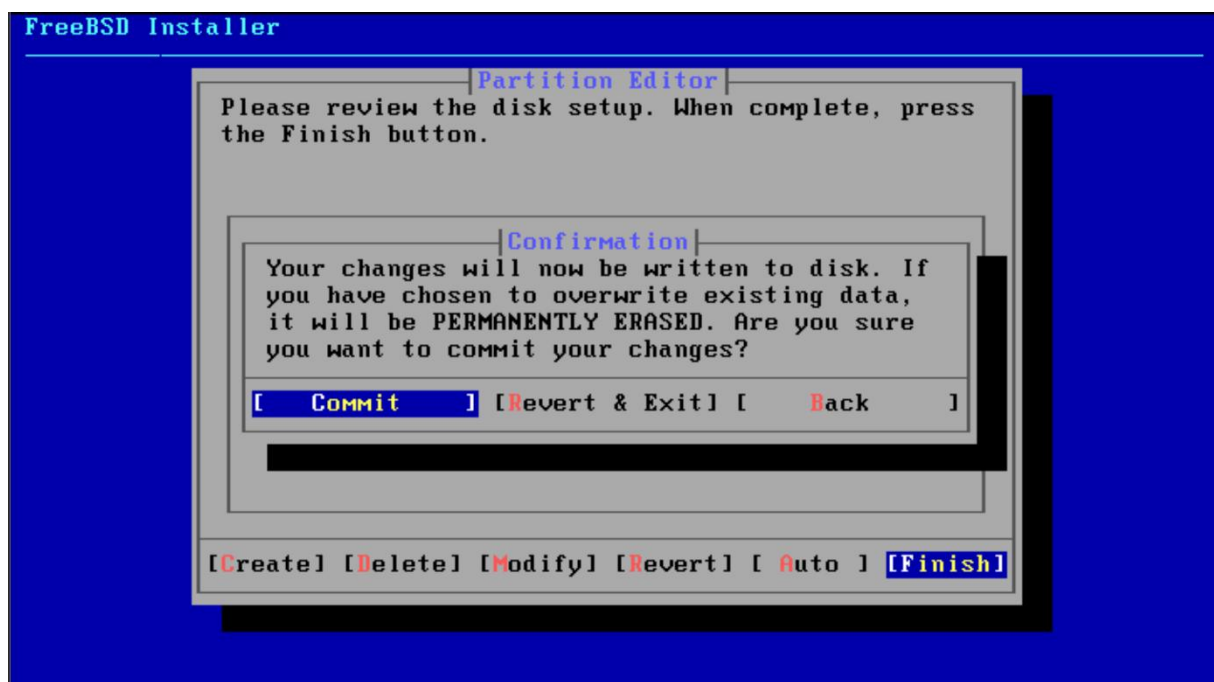 FreeBSD Installer
Partition Editor
Please review the disk setup. When complete, press
the Finish button.
Confirmation
Your changes will now be written to disk. If
you have chosen to overwrite existing data,
it will be PERMANENTLY ERASED. Are you sure
you want to commit your changes?
[ Commit ] [Revert & Exit] [ Back ]
[Create] [Delete] [Modify] [Revert] [ Auto ] [Finish]